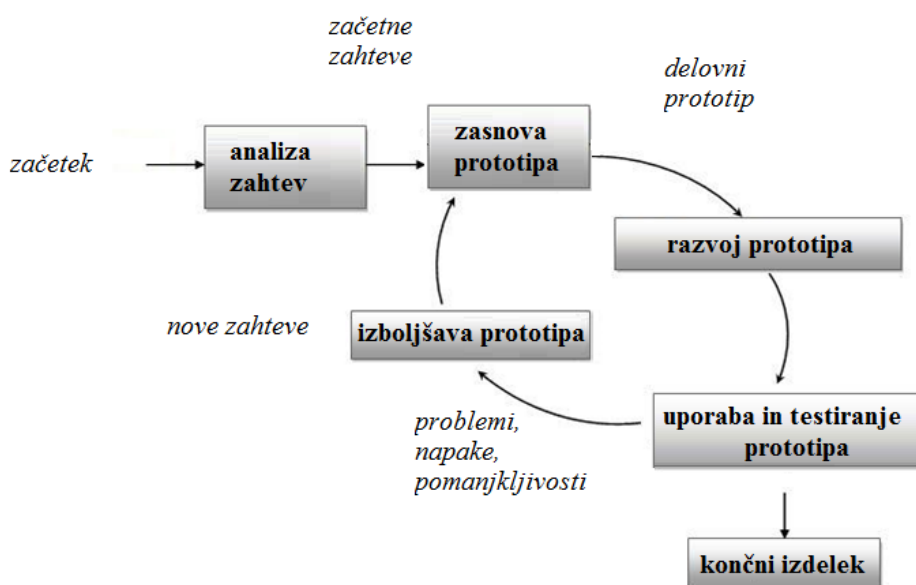 začetne
zahteve
delovni
prototip
začetek
analiza
zahtev
zasnova
prototipa
razvoj prototipa
nove zahteve
izboljšava prototipa
uporaba in testiranje
prototipa
problemi,
napake,
pomanjkljivosti
končni izdelek